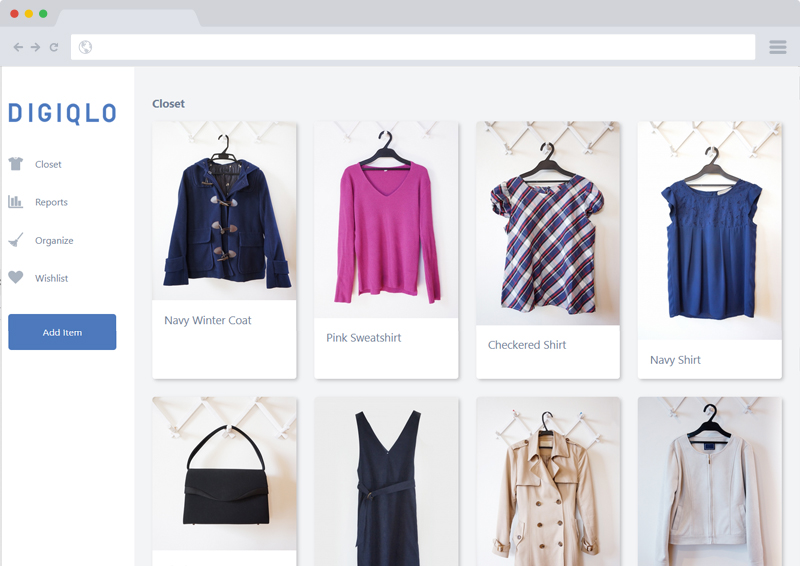 DIGIQLO
Closet
Reports
Organize
Wishlist
Add Item
Closet
Navy Winter Coat
Pink Sweatshirt
Checkered Shirt
Navy Shirt